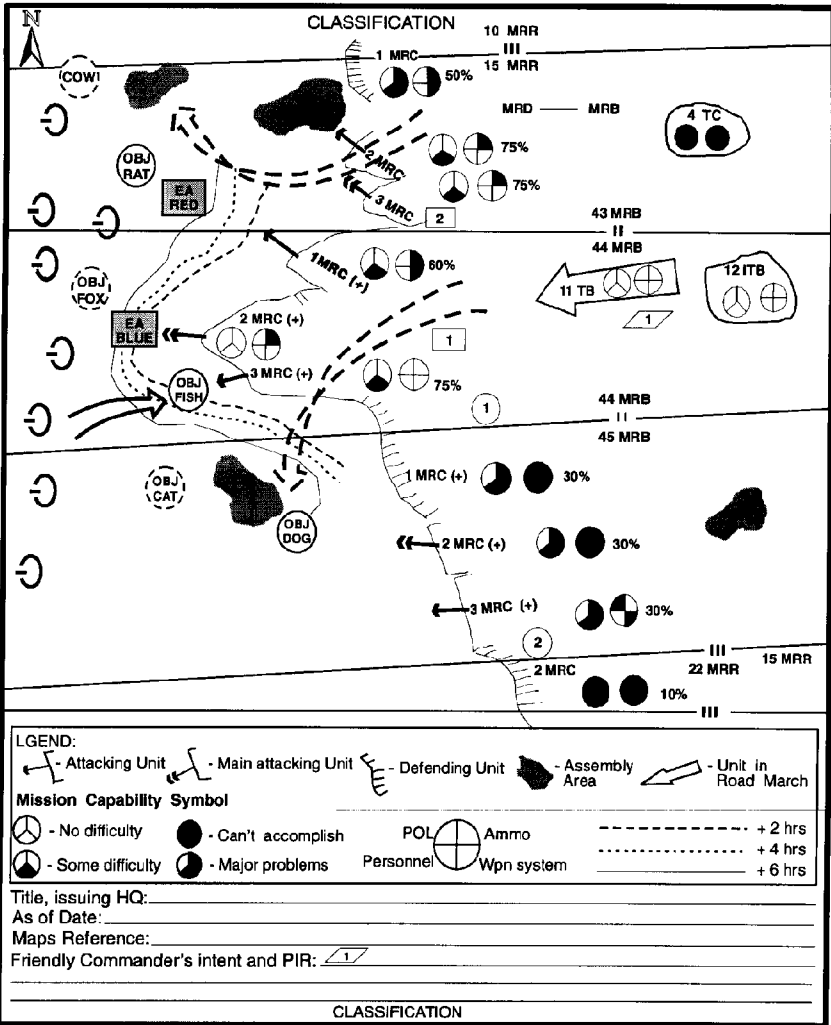 N
CLASSIFICATION
10 MRR
III
15 MRR
1 MRC
50%
COW
MRD — MRB
4 TC
2 MRC
75%
OBJ
RAT
75%
EA
RED
3 MRC
2
43 MRB
II
44 MRB
1MRC (+)
60%
12 ITB
11 TB
OBJ
FOX
1
EA
BLUE
2 MRC (+)
1
3 MRC (+)
75%
OBJ
FISH
1
44 MRB
II
45 MRB
OBJ
CAT
1 MRC (+)
30%
OBJ
DOG
2 MRC (+)
30%
3 MRC (+)
30%
2
III
15 MRR
22 MRR
2 MRC
10%
III
LGEND:
- Attacking Unit
- Main attacking Unit
- Defending Unit
- Assembly
Area
- Unit in
Road March
Mission Capability Symbol
- No difficulty
- Can't accomplish
- Some difficulty
- Major problems
POL
Ammo
Personnel
Wpn system
+ 2 hrs
+ 4 hrs
+ 6 hrs
Title, issuing HQ:
As of Date:
Maps Reference:
Friendly Commander's intent and PIR: 1
CLASSIFICATION